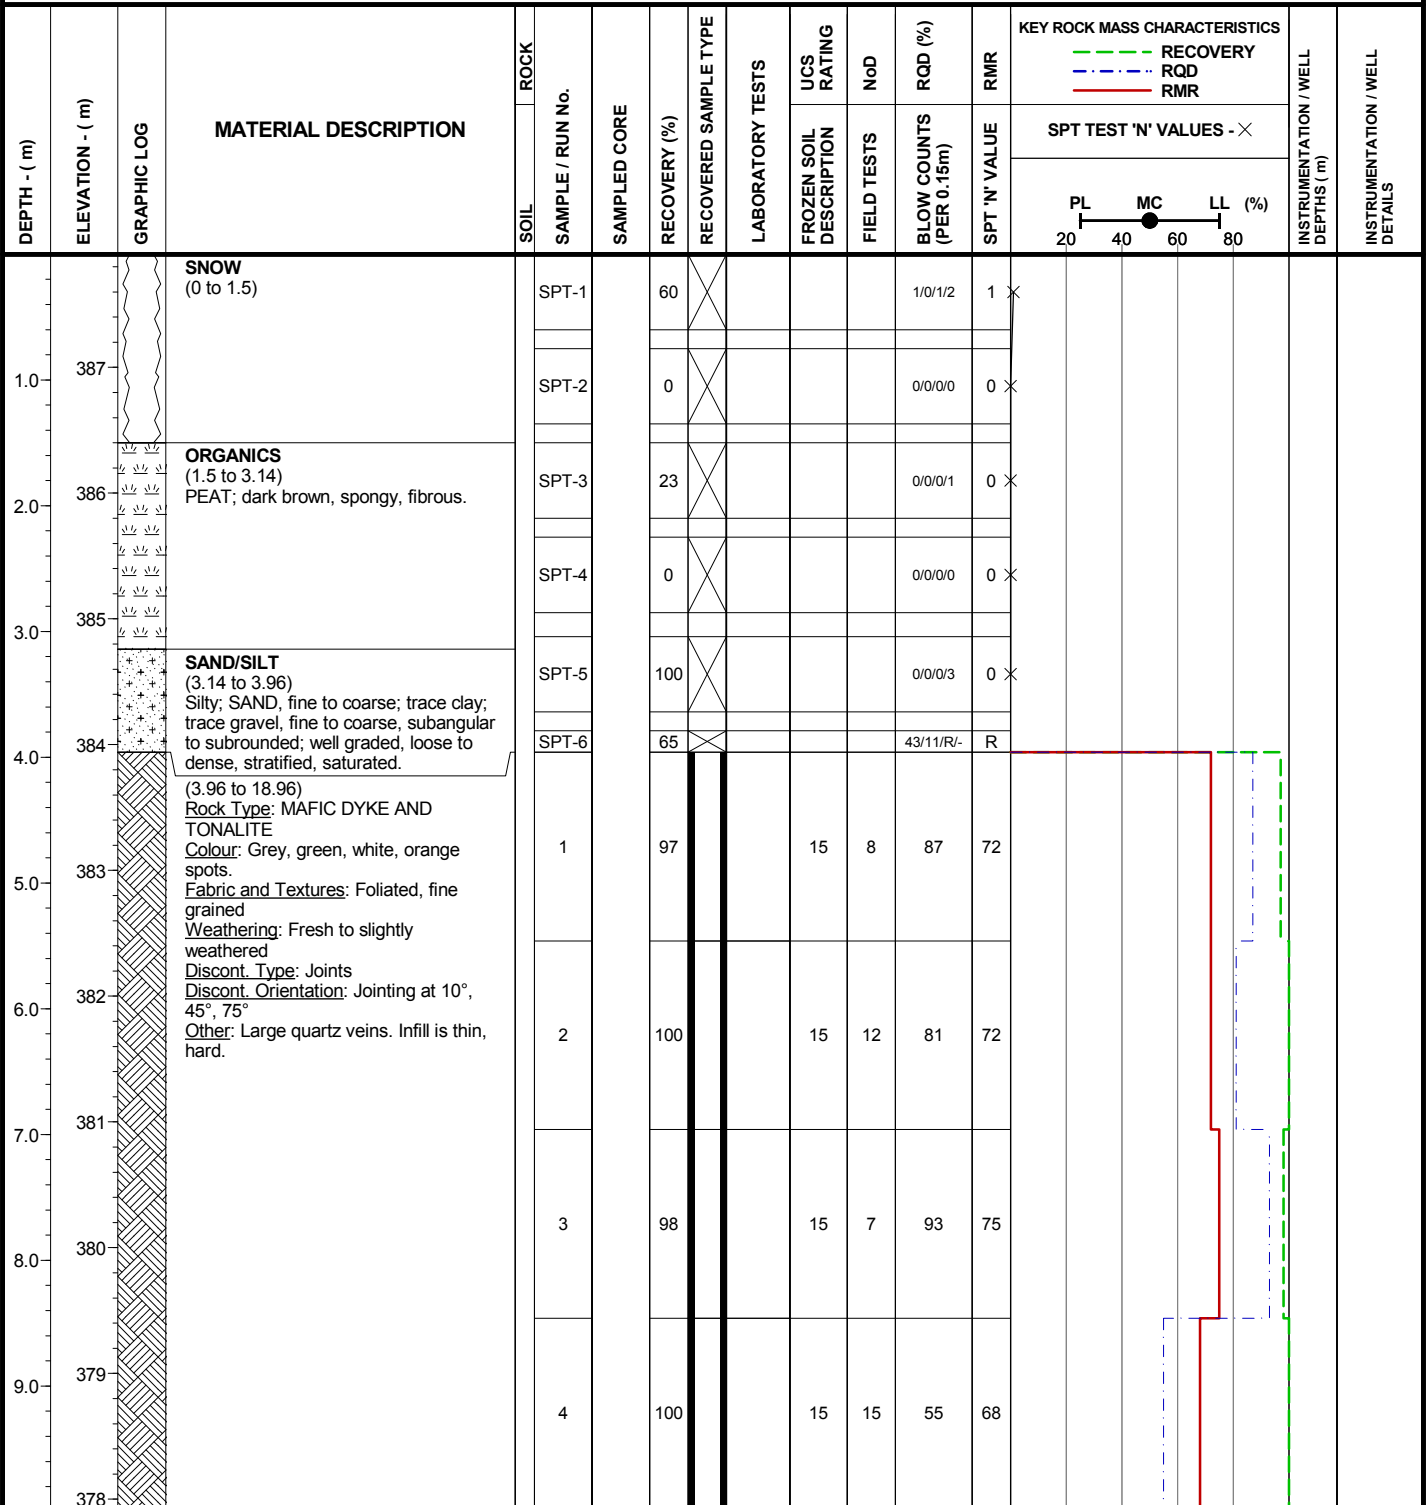 DEPTH - ( m)
ELEVATION - ( m)
GRAPHIC LOG
MATERIAL DESCRIPTION
SOIL
ROCK
SAMPLE / RUN No.
SAMPLED CORE
RECOVERY (%)
RECOVERED SAMPLE TYPE
LABORATORY TESTS
UCS RATING
FROZEN SOIL DESCRIPTION
NoD
FIELD TESTS
RQD (%)
BLOW COUNTS (PER 0.15m)
RMR
SPT 'N' VALUE
KEY ROCK MASS CHARACTERISTICS
RECOVERY
RQD
RMR
SPT TEST 'N' VALUES - ×
PL MC LL (%)
20 40 60 80
INSTRUMENTATION / WELL DEPTHS ( m)
INSTRUMENTATION / WELL DETAILS
SNOW
(0 to 1.5)
SPT-1 60 1/0/1/2 1
387
1.0
SPT-2 0 0/0/0/0 0
ORGANICS
(1.5 to 3.14)
PEAT; dark brown, spongy, fibrous.
SPT-3 23 0/0/0/1 0
386
2.0
SPT-4 0 0/0/0/0 0
385
3.0
SAND/SILT
(3.14 to 3.96)
Silty; SAND, fine to coarse; trace clay;
trace gravel, fine to coarse, subangular
to subrounded; well graded, loose to
dense, stratified, saturated.
SPT-5 100 0/0/0/3 0
384
SPT-6 65 43/11/R/- R
4.0
(3.96 to 18.96)
Rock Type: MAFIC DYKE AND
TONALITE
Colour: Grey, green, white, orange
spots.
Fabric and Textures: Foliated, fine
grained
Weathering: Fresh to slightly
weathered
Discont. Type: Joints
Discont. Orientation: Jointing at 10°,
45°, 75°
Other: Large quartz veins. Infill is thin,
hard.
1 97 15 8 87 72
383
5.0
382
6.0
2 100 15 12 81 72
381
7.0
3 98 15 7 93 75
380
8.0
379
9.0
4 100 15 15 55 68
378